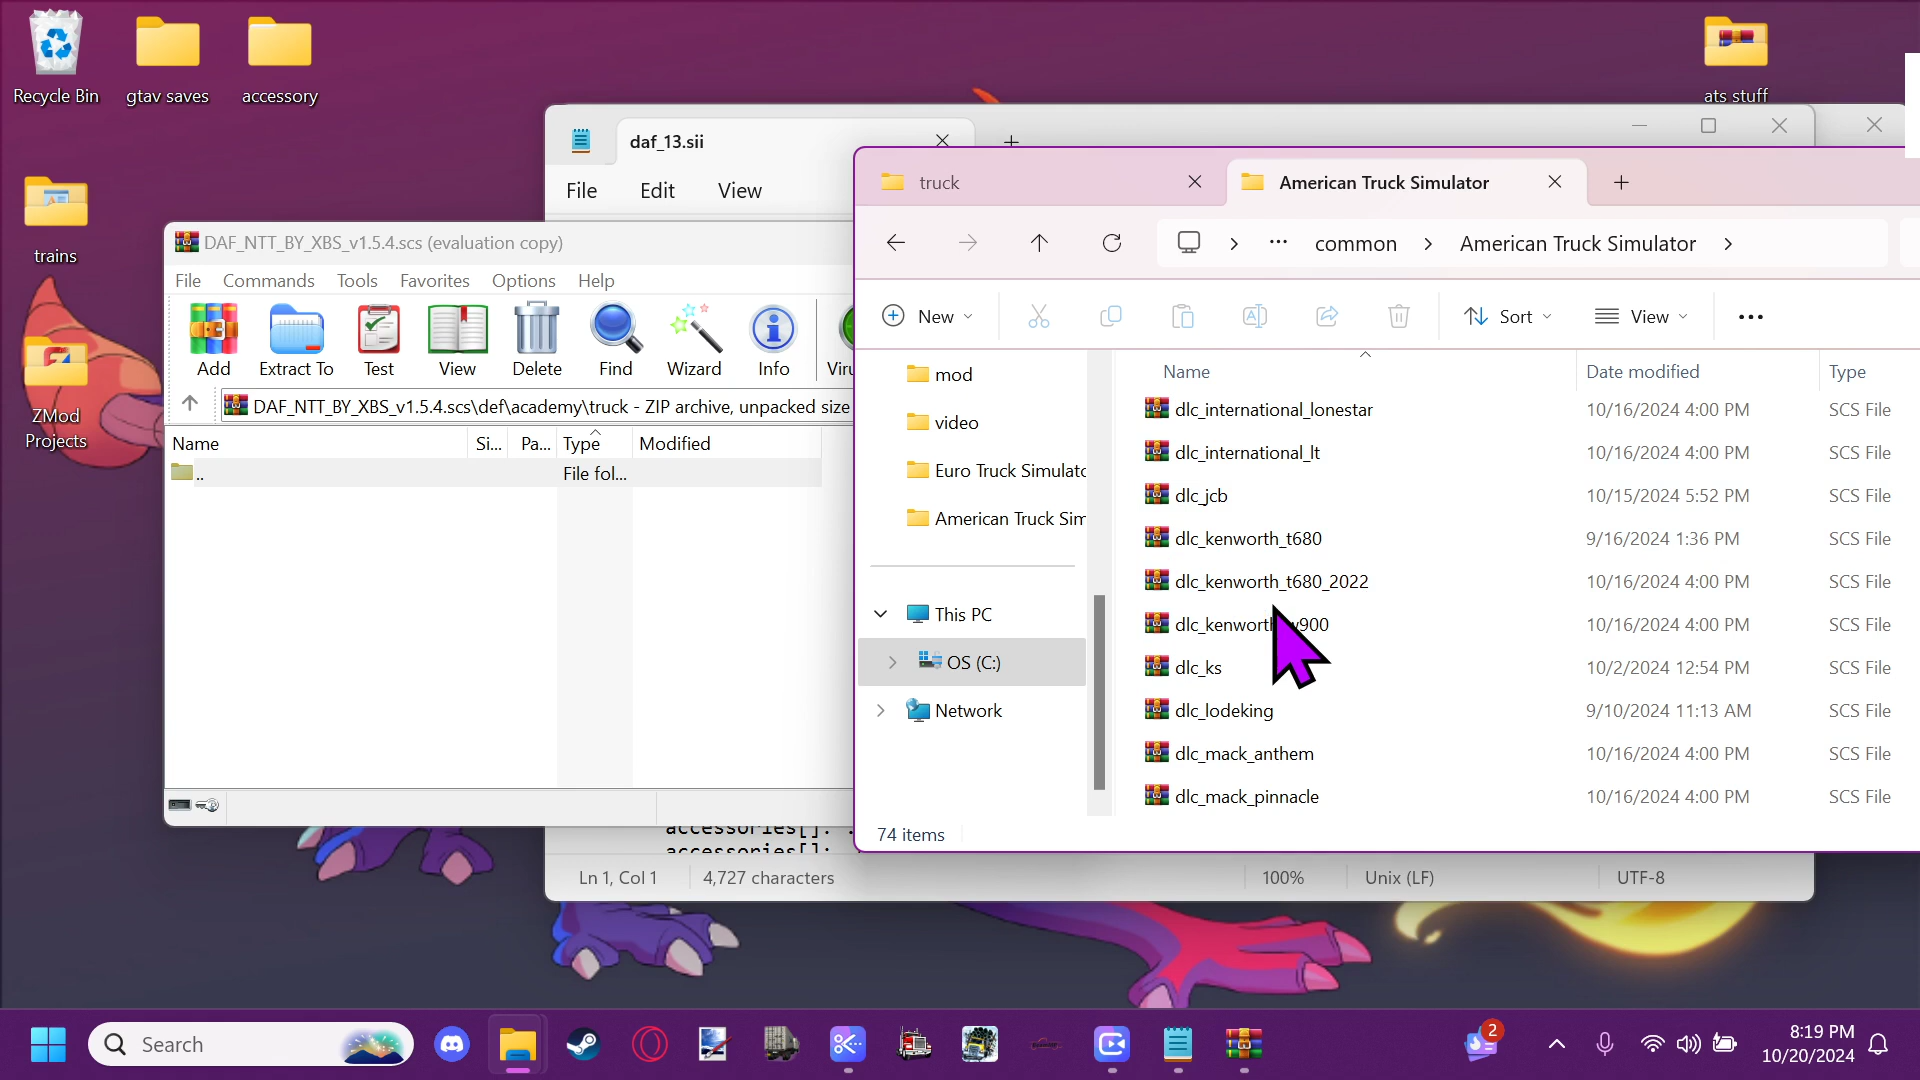 Recycle Bin
gtav saves
accessory
ats stuff
trains
ZMod
Projects
daf_13.sii
File Edit View
DAF_NTT_BY_XBS_v1.5.4.scs (evaluation copy)
File Commands Tools Favorites Options Help
Add Extract To Test View Delete Find Wizard Info
DAF_NTT_BY_XBS_v1.5.4.scs\def\academy\truck - ZIP archive, unpacked size
Name Si... Pa... Type Modified
.. File fol...
truck
American Truck Simulator
... common American Truck Simulator
New Sort View
mod
video
Euro Truck Simulatc
American Truck Sim
This PC
OS (C:)
Network
Name Date modified Type
dlc_international_lonestar 10/16/2024 4:00 PM SCS File
dlc_international_lt 10/16/2024 4:00 PM SCS File
dlc_jcb 10/15/2024 5:52 PM SCS File
dlc_kenworth_t680 9/16/2024 1:36 PM SCS File
dlc_kenworth_t680_2022 10/16/2024 4:00 PM SCS File
dlc_kenworth w900 10/16/2024 4:00 PM SCS File
dlc_ks 10/2/2024 12:54 PM SCS File
dlc_lodeking 9/10/2024 11:13 AM SCS File
dlc_mack_anthem 10/16/2024 4:00 PM SCS File
dlc_mack_pinnacle 10/16/2024 4:00 PM SCS File
74 items
accessories[]:
accessories[]:
Ln 1, Col 1 4,727 characters 100% Unix (LF) UTF-8
Search
2
8:19 PM
10/20/2024